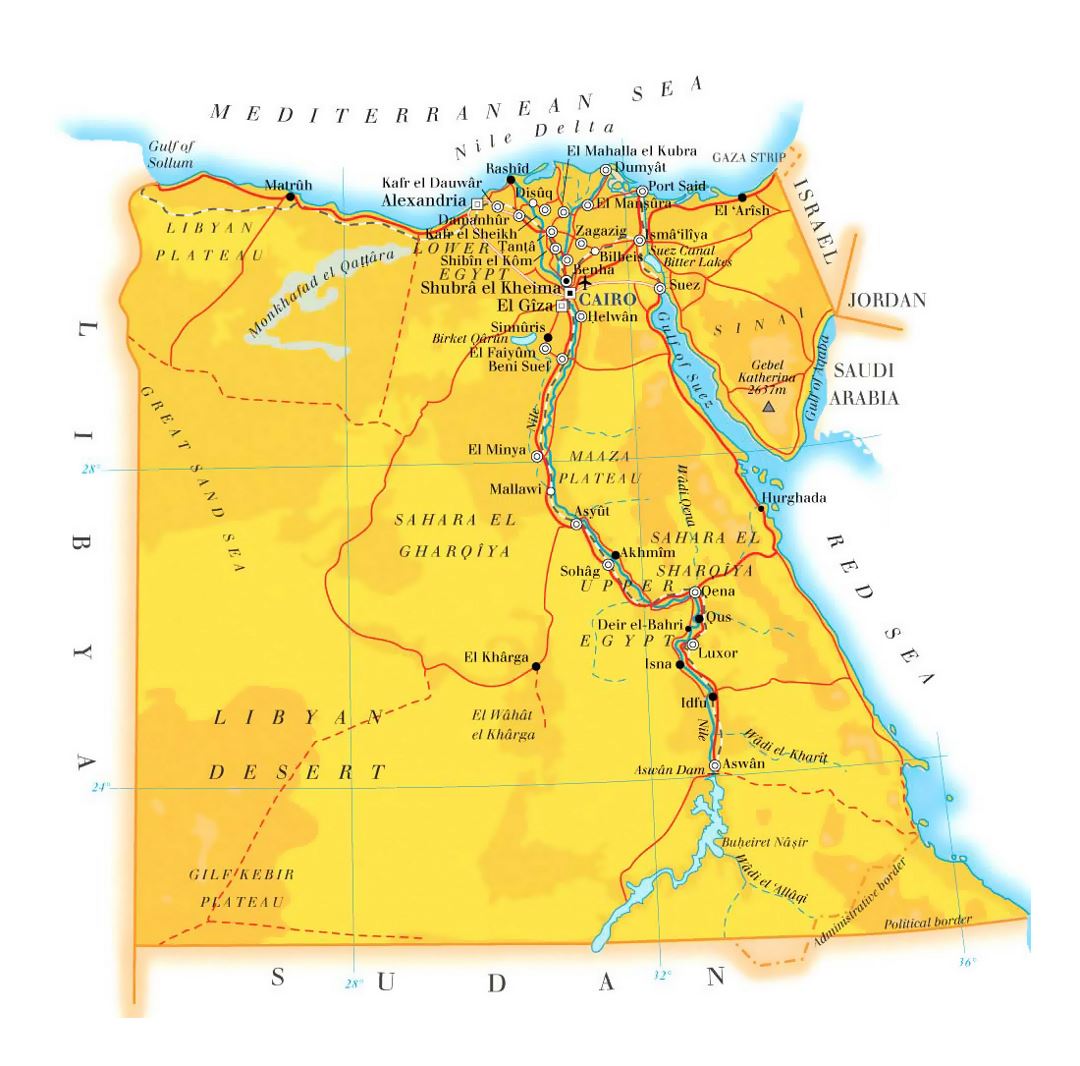 MEDITERRANEAN SEA
Nile Delta
Gulf of
Sollum
El Mahalla el Kubra
GAZA STRIP
Rashîd
Dumyât
Kafr el Dauwâr
Matrûh
Disûq
Port Said
Alexandria
El Mansûra
El 'Arîsh
ISRAEL
Damanhûr
LIBYAN
PLATEAU
Kafr el Sheikh
Zagazig
Ismâ'ilîya
LOWER
EGYPT
Tantâ
Suez Canal
Bitter Lakes
Shibîn el Kôm
Bilbeis
Monkhafad el Qattâra
Benha
Shubrâ el Kheima
CAIRO
Suez
JORDAN
El Gîza
Helwân
SINAI
Sinnûris
Birket Qârûn
El Faiyûm
Beni Suef
Gulf of Suez
Gebel
Katherina
2637m
Gulf of Aqaba
SAUDI
ARABIA
LIBYA
GREAT SAND SEA
Nile
El Minya
MAAZA
PLATEAU
28°
Wâdi Qena
Mallawi
Hurghada
Asyût
SAHARA EL
GHARQÎYA
SAHARA EL
SHARQÎYA
RED SEA
Akhmîm
Sohâg
UPPER
EGYPT
Qena
Qus
Deir el-Bahri
Luxor
El Khârga
Isna
Idfu
LIBYAN
DESERT
El Wâhât
el Khârga
Nile
Wâdi el-Kharît
Aswân Dam
Aswân
24°
Buheiret Nâsir
Wâdi el 'Allâqi
GILF KEBIR
PLATEAU
Administrative border
Political border
SUDAN
28°
32°
36°